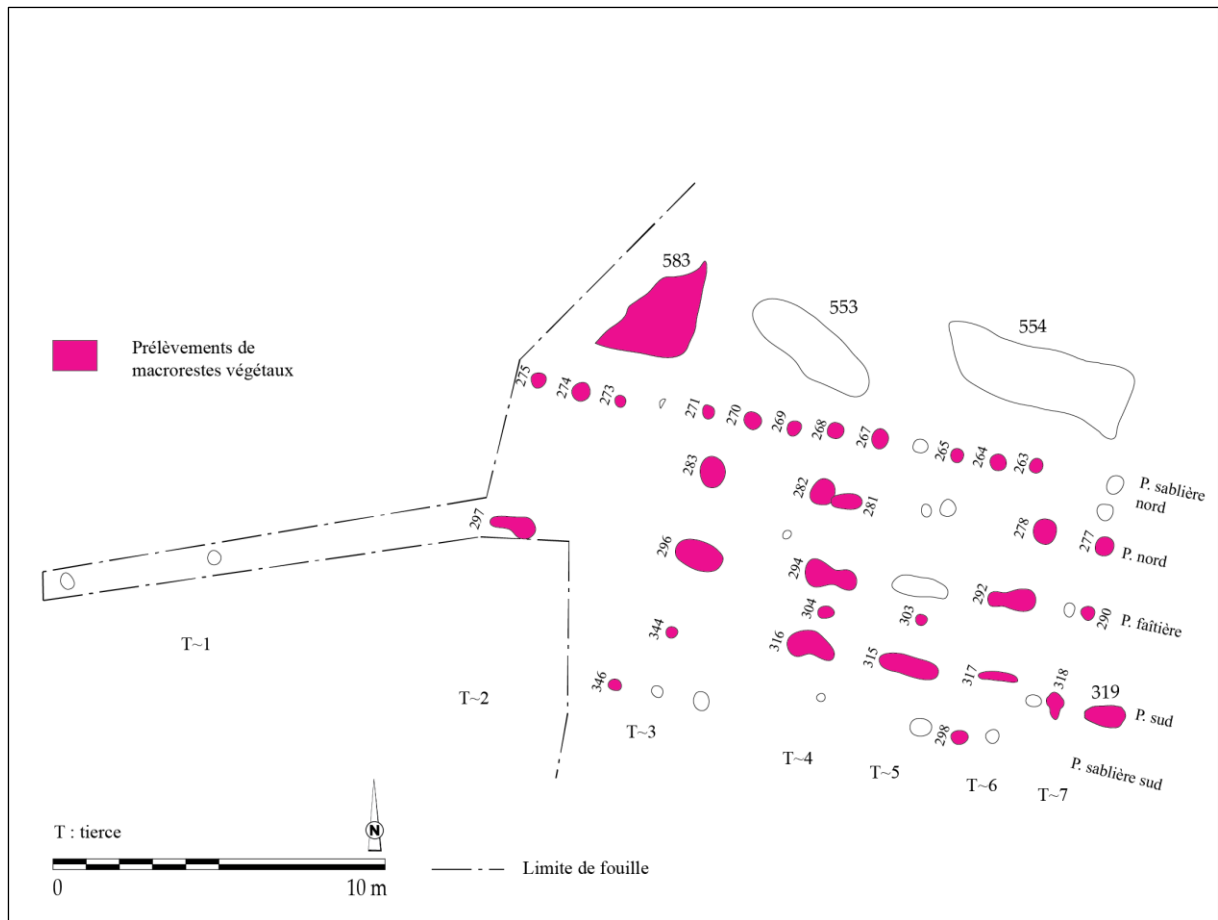 583
553
554
Prélèvements de
macrorestes végétaux
275
274
273
271
270
269
268
267
265
264
263
283
282
281
278
277
P. sablière
nord
P. nord
297
296
294
292
290
P. faîtière
304
303
344
316
315
317
318
319
P. sud
346
298
P. sablière sud
T~1
T~2
T~3
T~4
T~5
T~6
T~7
T : tierce
N
0
10 m
Limite de fouille